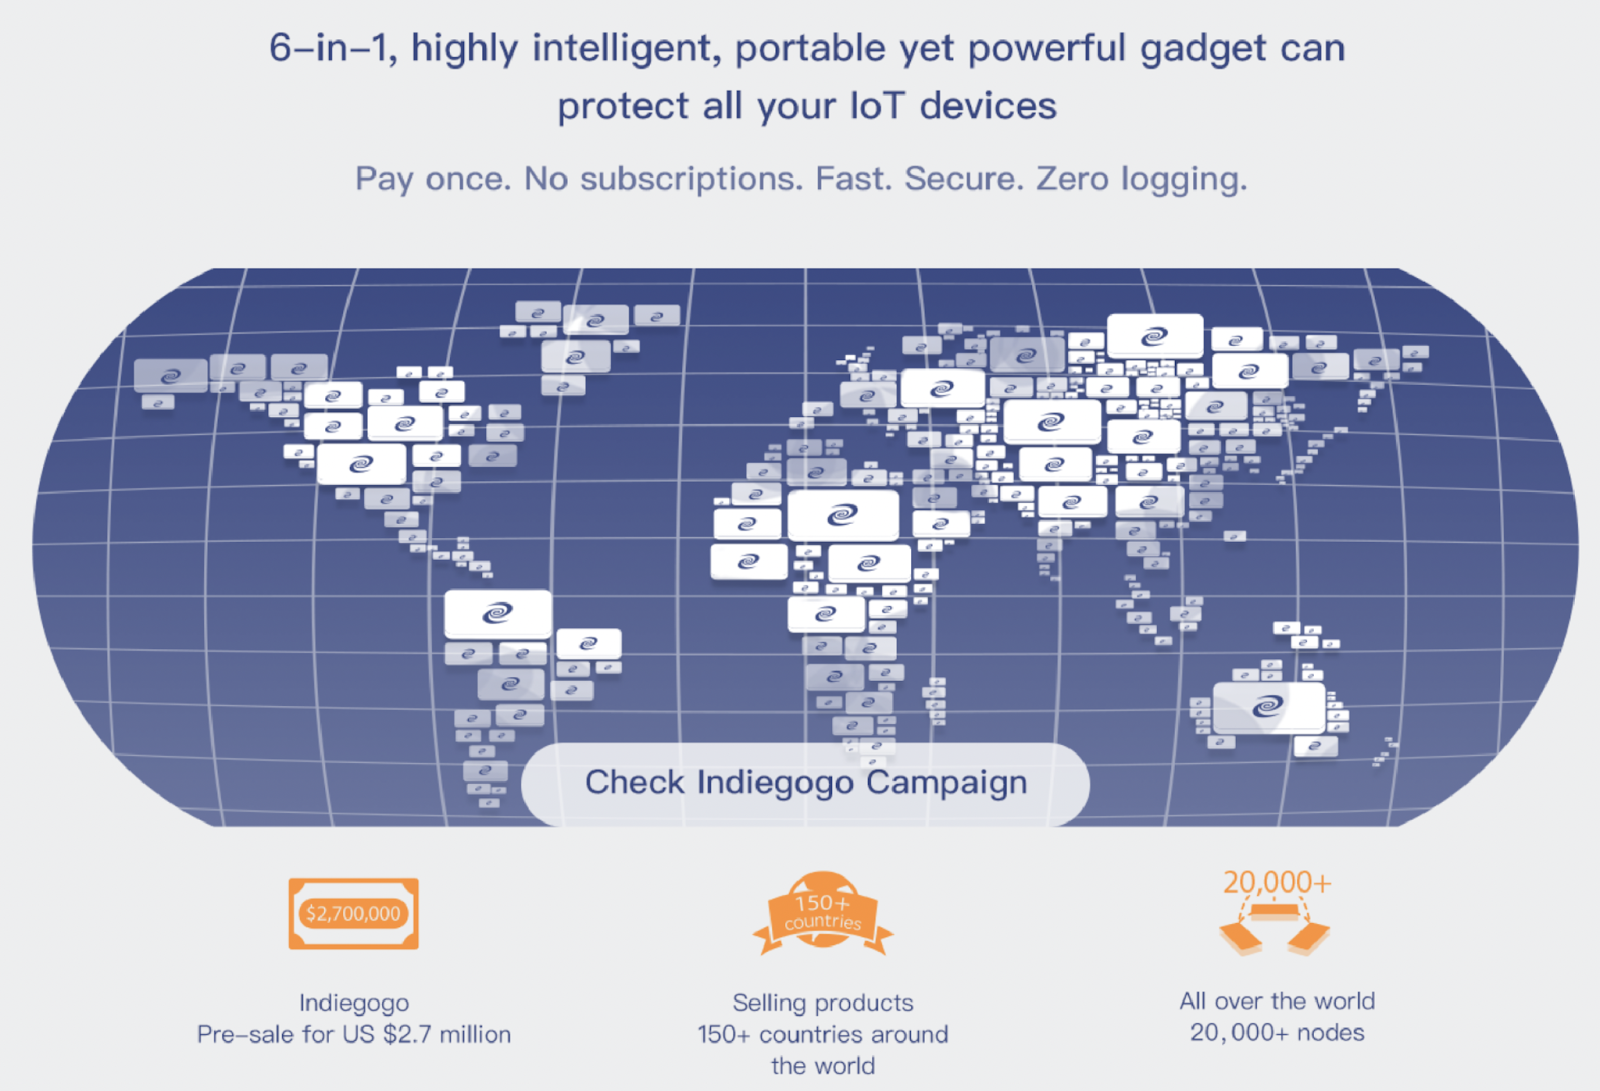 6-in-1, highly intelligent, portable yet powerful gadget can
protect all your IoT devices
Pay once. No subscriptions. Fast. Secure. Zero logging.
Check Indiegogo Campaign
$2,700,000
Indiegogo
Pre-sale for US $2.7 million
150+
countries
Selling products
150+ countries around
the world
20,000+
All over the world
20,000+ nodes